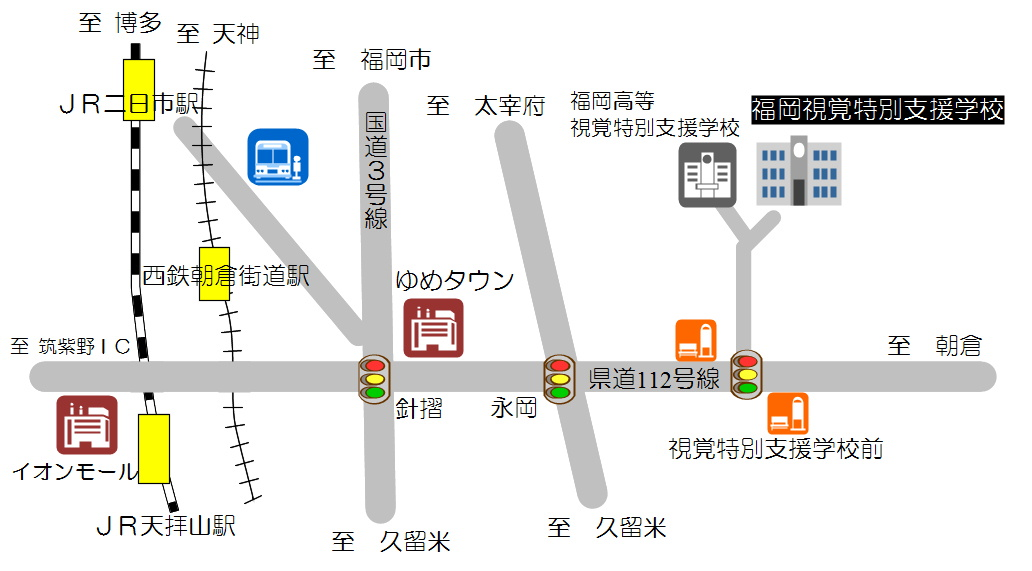 至 博多
至 天神
至 福岡市
ＪＲ二日市駅
至 太宰府
福岡高等
視覚特別支援学校
福岡視覚特別支援学校
国道３号線
西鉄朝倉街道駅
ゆめタウン
至 筑紫野ＩＣ
至 朝倉
県道112号線
針摺
永岡
視覚特別支援学校前
イオンモール
ＪＲ天拝山駅
至 久留米
至 久留米